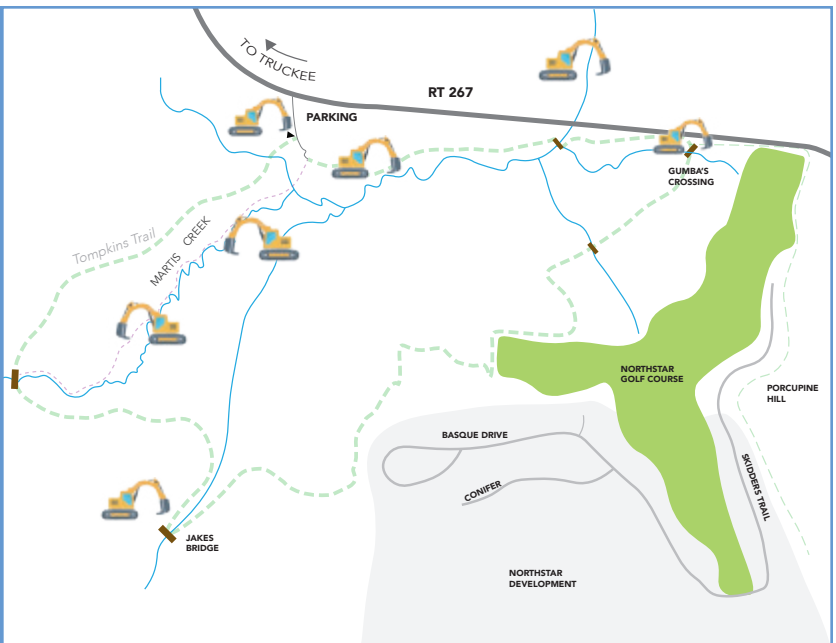 TO TRUCKEE
RT 267
PARKING
GUMBA'S
CROSSING
Tompkins Trail
MARTIS CREEK
NORTHSTAR
GOLF COURSE
PORCUPINE
HILL
BASQUE DRIVE
CONIFER
SKIDDERS TRAIL
JAKES
BRIDGE
NORTHSTAR
DEVELOPMENT